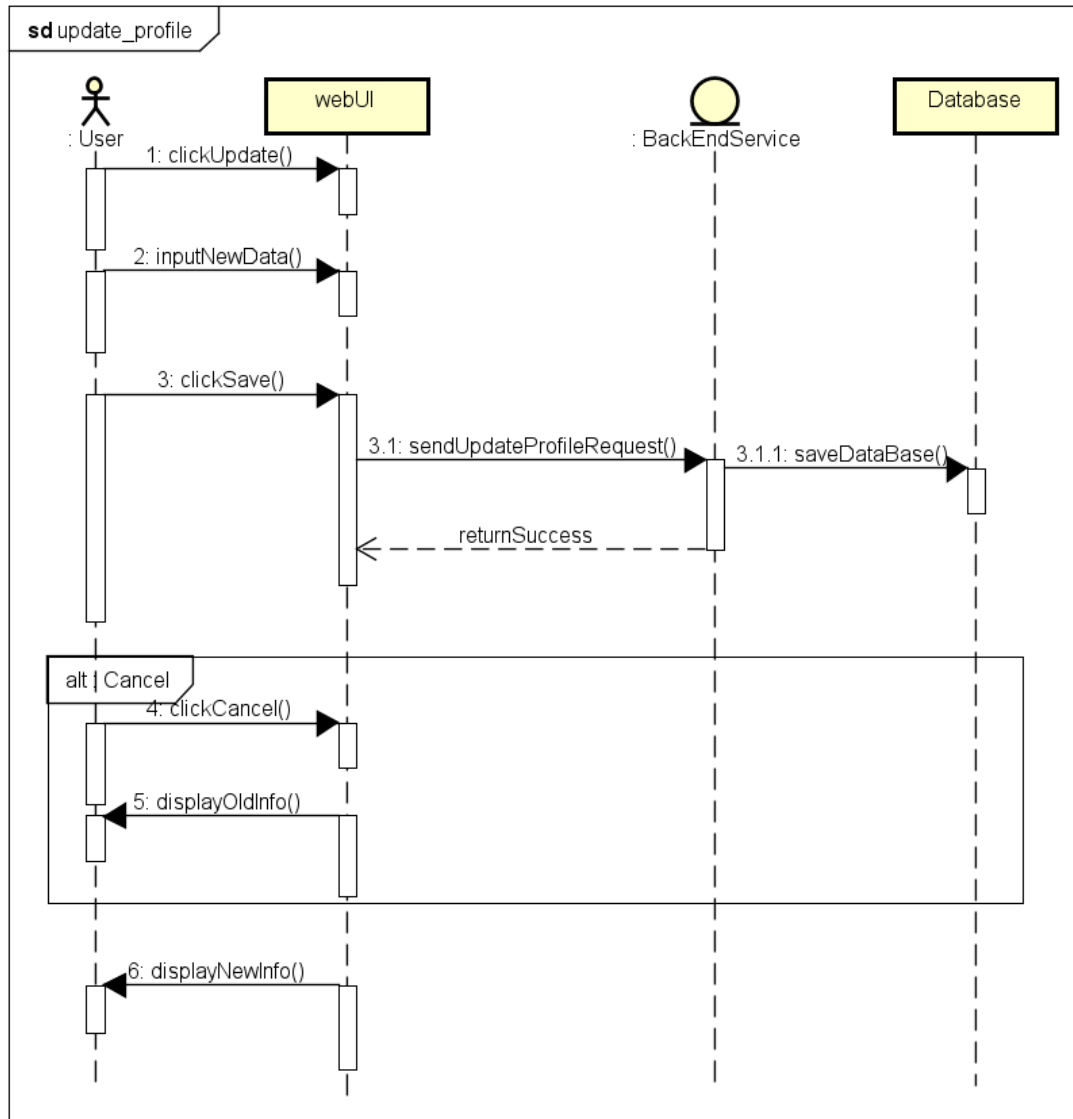 sd update_profile
: User
webUI
: BackEndService
Database
1: clickUpdate()
2: inputNewData()
3: clickSave()
3.1: sendUpdateProfileRequest()
3.1.1: saveDataBase()
returnSuccess
alt : Cancel
4: clickCancel()
5: displayOldInfo()
6: displayNewInfo()